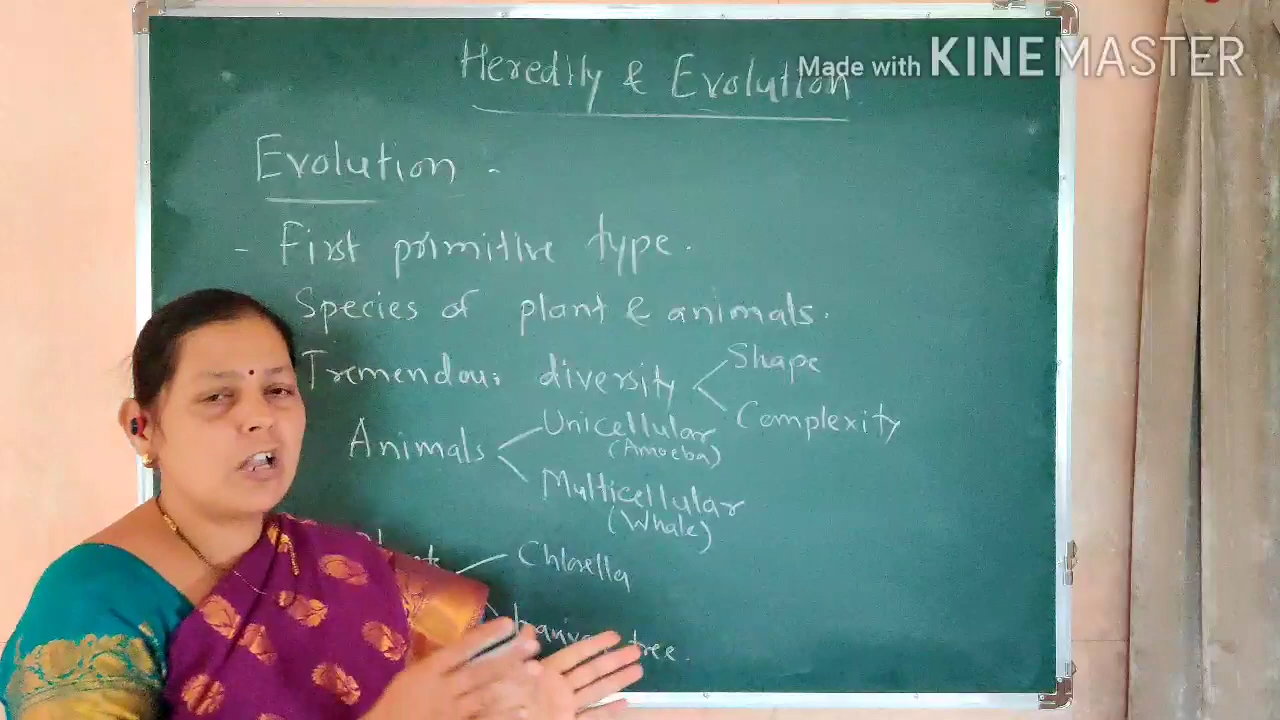 Heredity & Evolution
Made with KINEMASTER
Evolution -
- First primitive type.
Species of plant & animals.
Tremendous diversity
Shape
Complexity
Animals
Unicellular
(Amoeba)
Multicellular
(Whale)
Chlorella
tree.